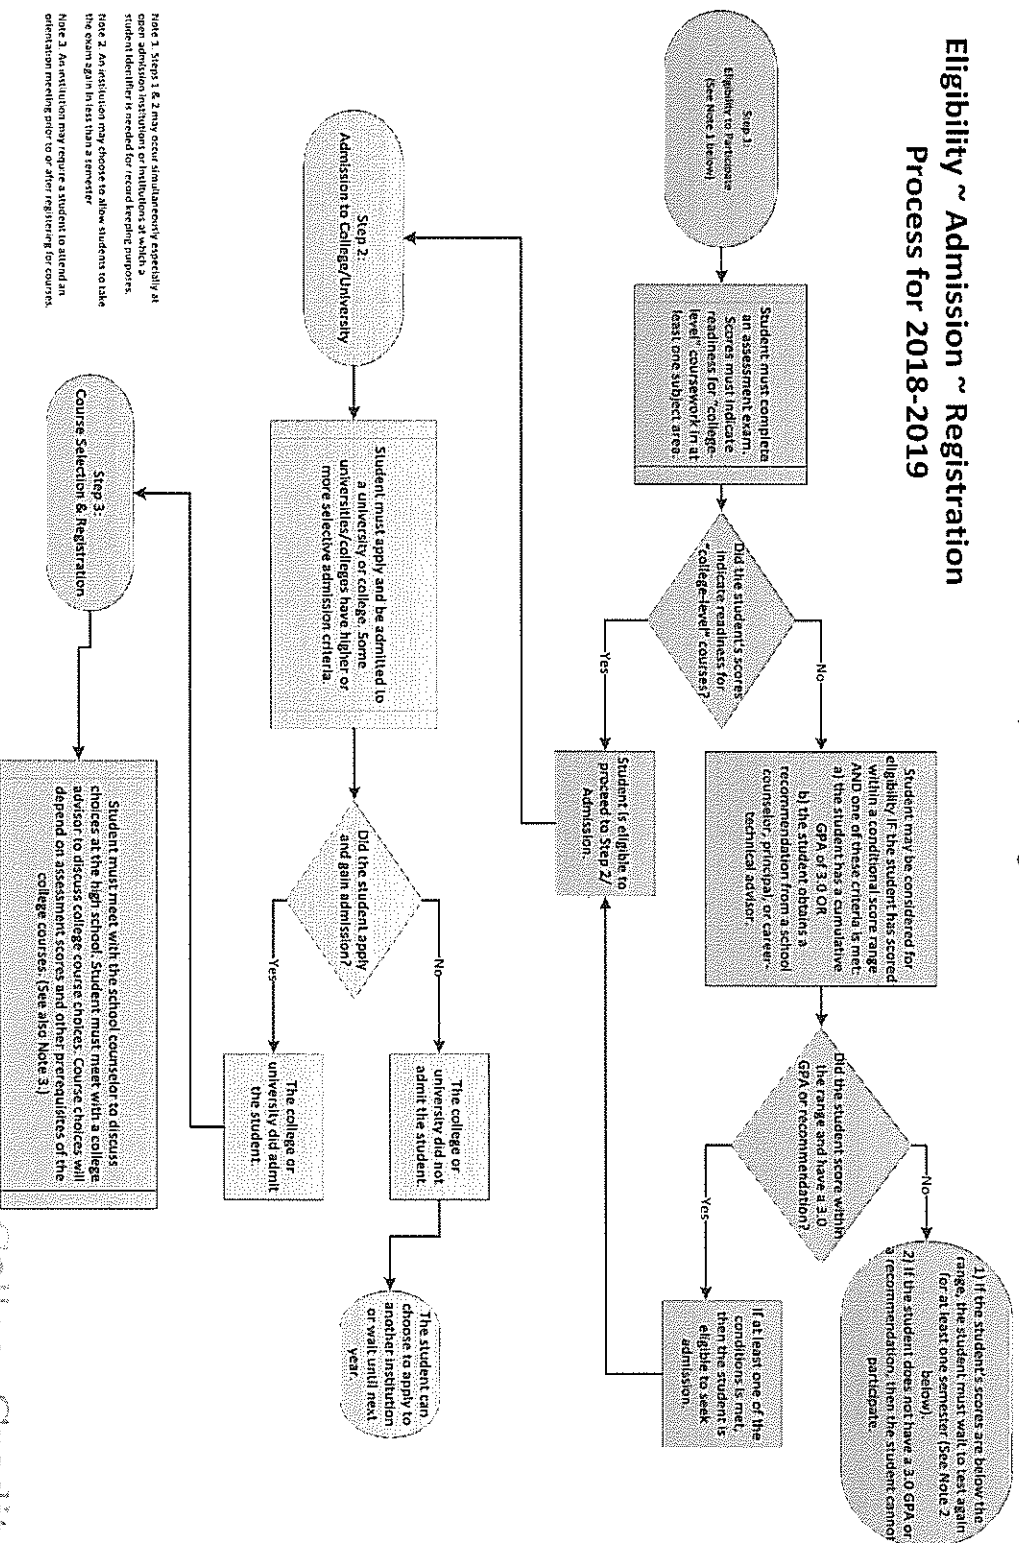 Eligibility ~ Admission ~ Registration
Process for 2018-2019
Step 1:
Eligibility to Participate
(See Note 1 below)
Student must complete
an assessment exam.
Scores must indicate
readiness for "college-
level" coursework in at
least one subject area.
Did the student's scores
indicate readiness for
"college-level" courses?
No
Yes
Student may be considered for
eligibility IF the student has scored
within a conditional score range
AND one of these criteria is met:
a) the student has a cumulative
GPA of 3.0 OR
b) the student obtains a
recommendation from a school
counselor, principal, or career-
technical advisor.
Did the student score within
the range and have a 3.0
GPA or recommendation?
No
Yes
1) If the student's scores are below the
range, the student must wait to test again
for at least one semester (See Note 2
below).
2) If the student does not have a 3.0 GPA or
a recommendation, then the student cannot
participate.
If at least one of the
conditions is met,
then the student is
eligible to seek
admission.
Student is eligible to
proceed to Step 2/
Admission.
Step 2:
Admission to College/University
Student must apply and be admitted to
a university or college. Some
universities/colleges have higher or
more selective admission criteria.
Did the student apply
and gain admission?
No
Yes
The college or
university did not
admit the student
The student can
choose to apply to
another institution
or wait until next
year.
The college or
university did admit
the student.
Step 3:
Course Selection & Registration
Student must meet with the school counselor to discuss
choices at the high school. Student must meet with a college
advisor to discuss college course choices. Course choices will
depend on assessment scores and other prerequisites of the
college courses. (See also Note 3.)
Note 1. Steps 1 & 2 may occur simultaneously especially at
open admission institutions or institutions at which a
student identifier is needed for record keeping purposes.
Note 2. An institution may choose to allow students to take
the exam again in less than a semester
Note 3. An institution may require a student to attend an
orientation meeting prior to or after registering for courses.